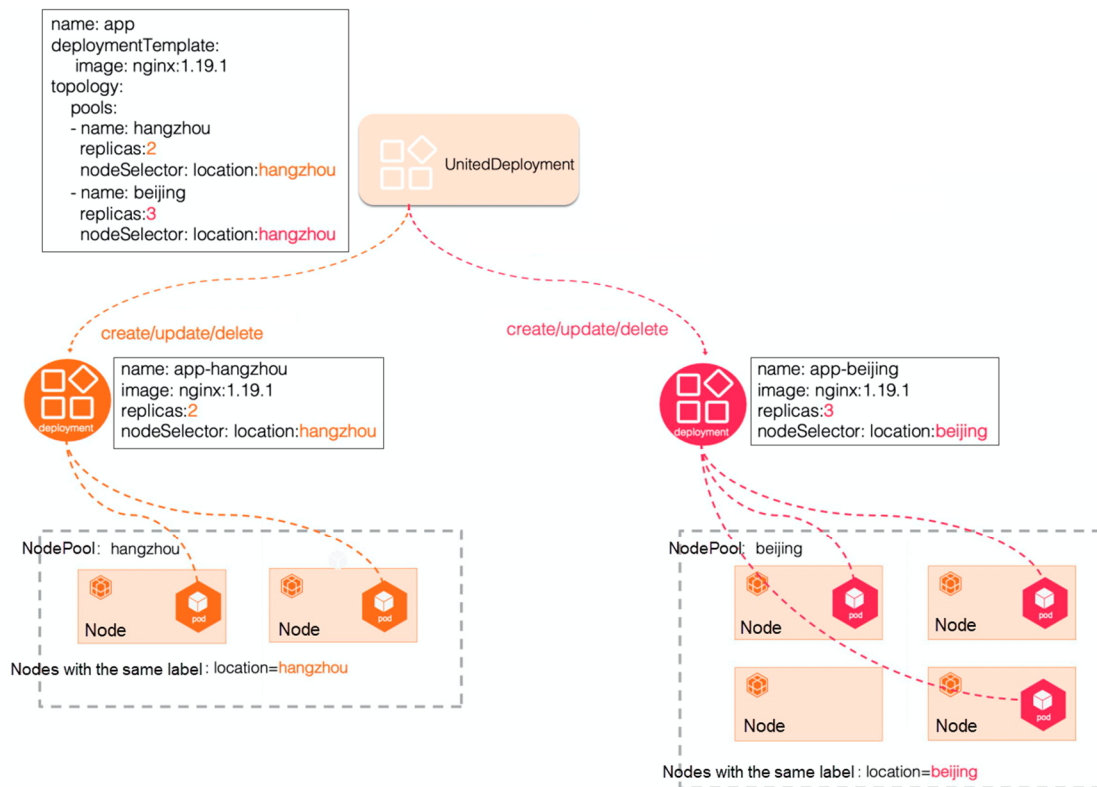 name: app
deploymentTemplate:
image: nginx:1.19.1
topology:
pools:
- name: hangzhou
replicas:2
nodeSelector: location:hangzhou
- name: beijing
replicas:3
nodeSelector: location:hangzhou
UnitedDeployment
create/update/delete
create/update/delete
deployment
name: app-hangzhou
image: nginx:1.19.1
replicas:2
nodeSelector: location:hangzhou
deployment
name: app-beijing
image: nginx:1.19.1
replicas:3
nodeSelector: location:beijing
NodePool: hangzhou
pod
Node
pod
Node
Nodes with the same label: location=hangzhou
NodePool: beijing
pod
Node
pod
Node
Node
pod
Node
Nodes with the same label: location=beijing